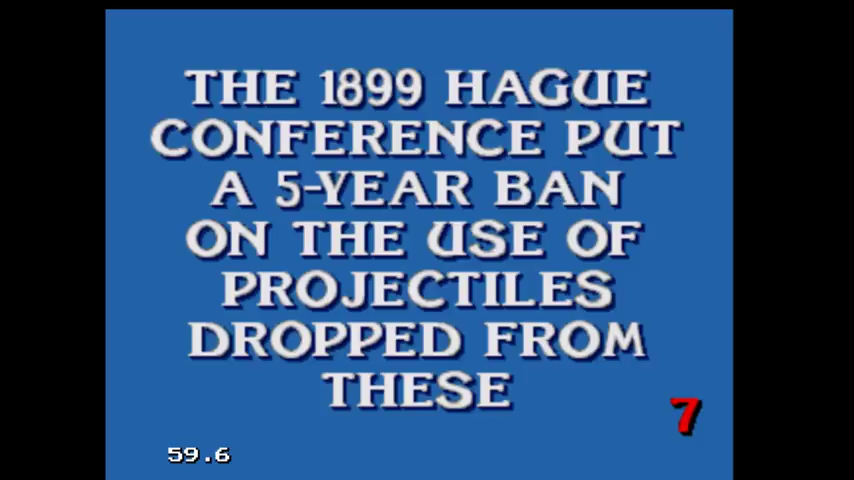 THE 1899 HAGUE
CONFERENCE PUT
A 5-YEAR BAN
ON THE USE OF
PROJECTILES
DROPPED FROM
THESE
7
59.6